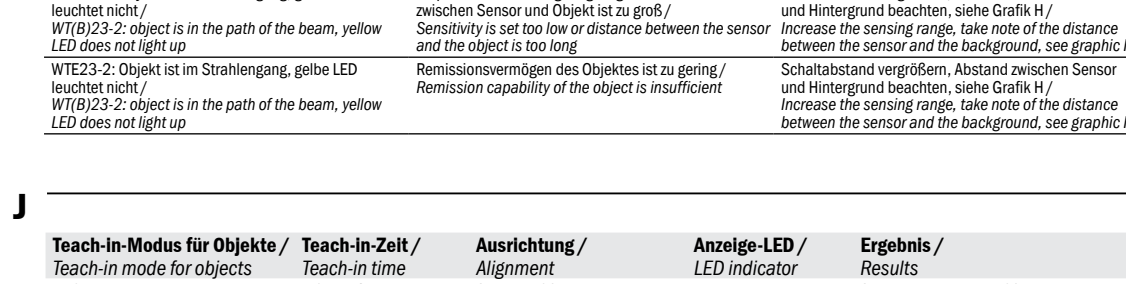 leuchtet nicht /
WT(B)23-2: object is in the path of the beam, yellow
LED does not light up
zwischen Sensor und Objekt ist zu groß /
Sensitivity is set too low or distance between the sensor
and the object is too long
und Hintergrund beachten, siehe Grafik H /
Increase the sensing range, take note of the distance
between the sensor and the background, see graphic
WTE23-2: Objekt ist im Strahlengang, gelbe LED
leuchtet nicht /
WT(B)23-2: object is in the path of the beam, yellow
LED does not light up
Remissionsvermögen des Objektes ist zu gering /
Remission capability of the object is insufficient
Schaltabstand vergrößern, Abstand zwischen Sensor
und Hintergrund beachten, siehe Grafik H /
Increase the sensing range, take note of the distance
between the sensor and the background, see graphic
J
Teach-in-Modus für Objekte / Teach-in-Zeit / Ausrichtung / Anzeige-LED / Ergebnis /
Teach-in mode for objects Teach-in time Alignment LED indicator Results